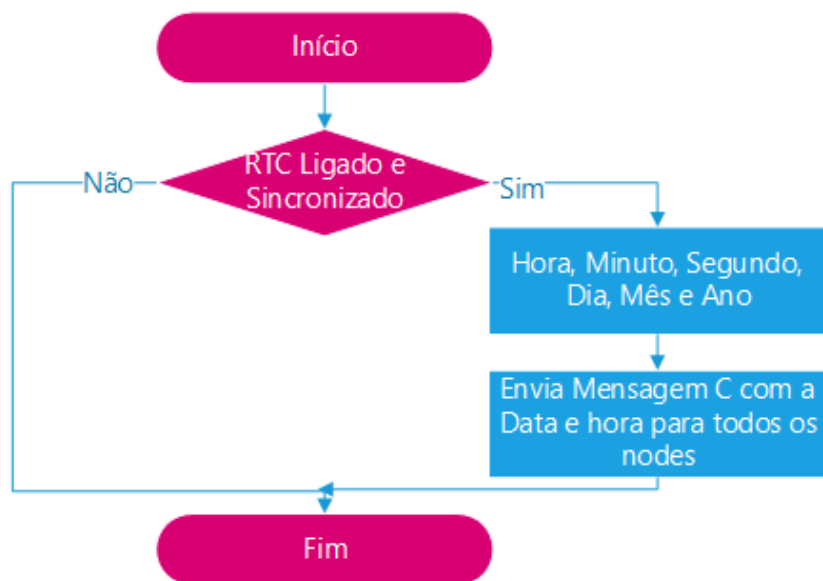 Início
RTC Ligado e
Sincronizado
Não
Sim
Hora, Minuto, Segundo,
Dia, Mês e Ano
Envia Mensagem C com a
Data e hora para todos os
nodes
Fim